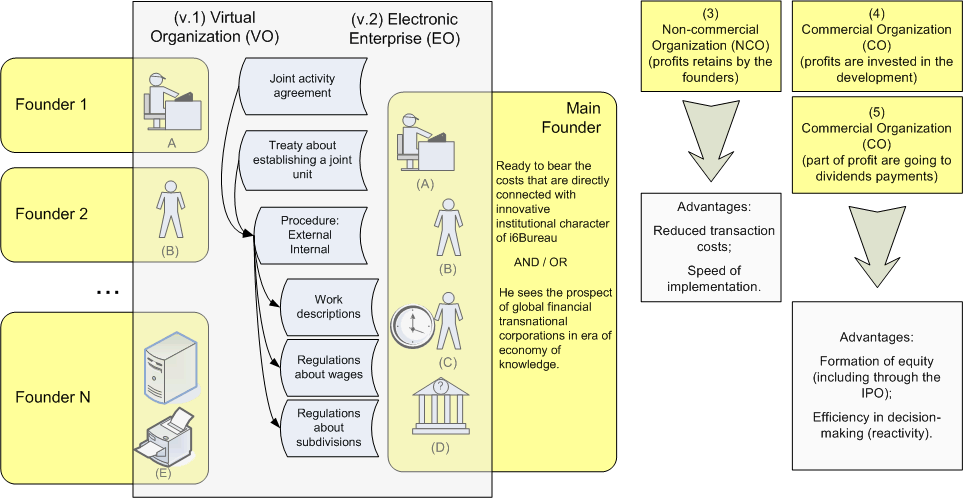 (v.1) Virtual
Organization (VO)
(v.2) Electronic
Enterprise (EO)
Founder 1
A
Founder 2
(B)
...
Founder N
(E)
Joint activity
agreement
Treaty about
establishing a joint
unit
Procedure:
External
Internal
Work
descriptions
Regulations
about wages
Regulations
about
subdivisions
(A)
(B)
(C)
?
(D)
Main
Founder
Ready to bear the
costs that are directly
connected with
innovative
institutional character
of i6Bureau
AND / OR
He sees the prospect
of global financial
transnational
corporations in era of
economy of
knowledge.
(3)
Non-commercial
Organization (NCO)
(profits retains by the
founders)
Advantages:
Reduced transaction
costs;
Speed of
implementation.
(4)
Commercial Organization
(CO)
(profits are invested in the
development)
(5)
Commercial Organization
(CO)
(part of profit are going to
dividends payments)
Advantages:
Formation of equity
(including through the
IPO);
Efficiency in decision-
making (reactivity).